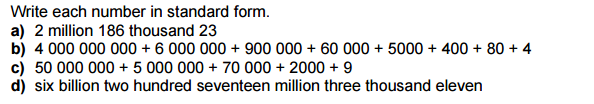 Write each number in standard form.
a) 2 million 186 thousand 23
b) 4 000 000 000 + 6 000 000 + 900 000 + 60 000 + 5000 + 400 + 80 + 4
c) 50 000 000 + 5 000 000 + 70 000 + 2000 + 9
d) six billion two hundred seventeen million three thousand eleven